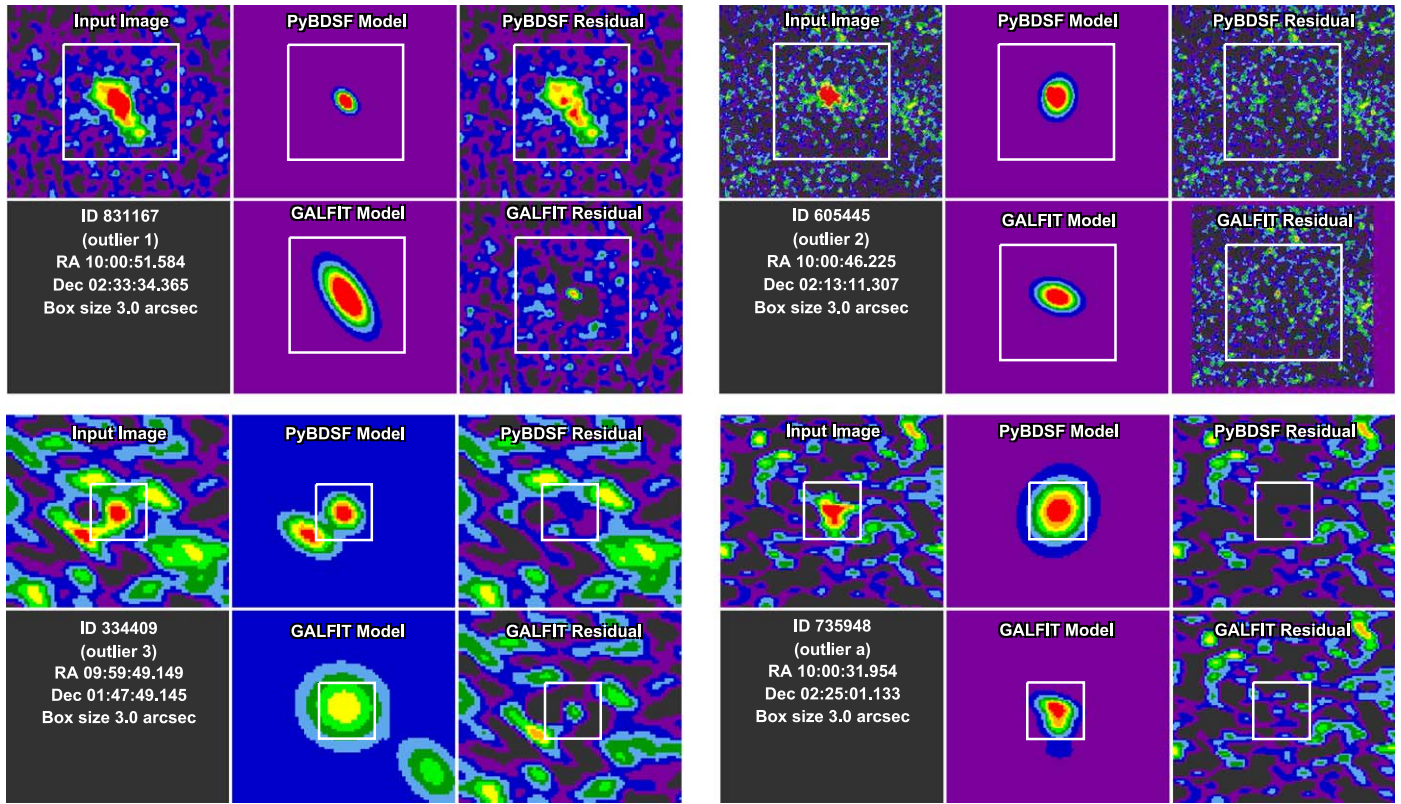 Input Image
PyBDSF Model
PyBDSF Residual
ID 831167
(outlier 1)
RA 10:00:51.584
Dec 02:33:34.365
Box size 3.0 arcsec
GALFIT Model
GALFIT Residual
Input Image
PyBDSF Model
PyBDSF Residual
ID 605445
(outlier 2)
RA 10:00:46.225
Dec 02:13:11.307
Box size 3.0 arcsec
GALFIT Model
GALFIT Residual
Input Image
PyBDSF Model
PyBDSF Residual
ID 334409
(outlier 3)
RA 09:59:49.149
Dec 01:47:49.145
Box size 3.0 arcsec
GALFIT Model
GALFIT Residual
Input Image
PyBDSF Model
PyBDSF Residual
ID 735948
(outlier a)
RA 10:00:31.954
Dec 02:25:01.133
Box size 3.0 arcsec
GALFIT Model
GALFIT Residual